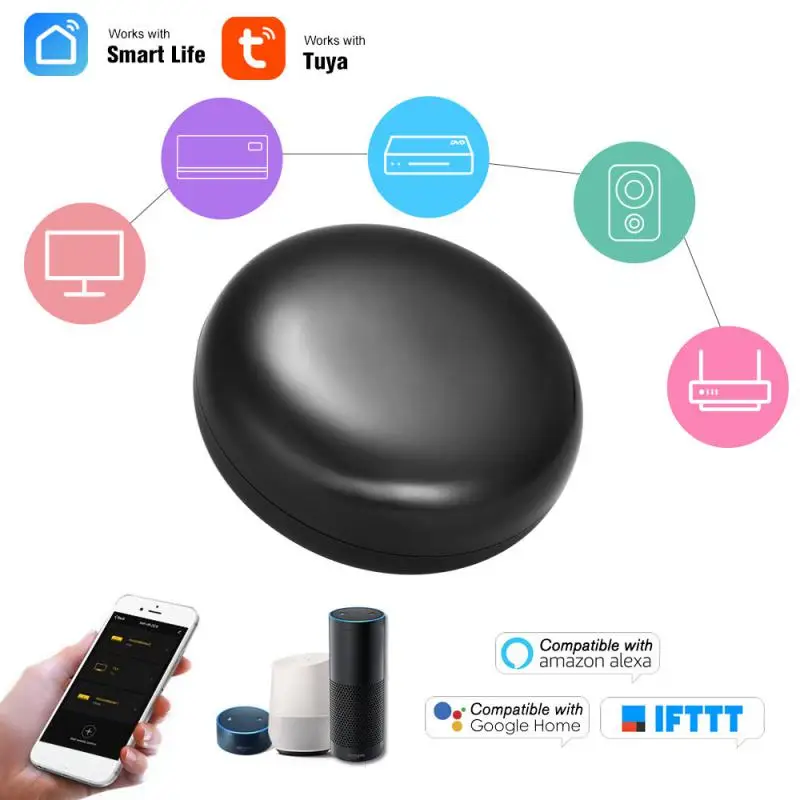 Works with
Smart Life
Works with
Tuya
DVD
Compatible with
amazon alexa
Compatible with
Google Home
IFTTT